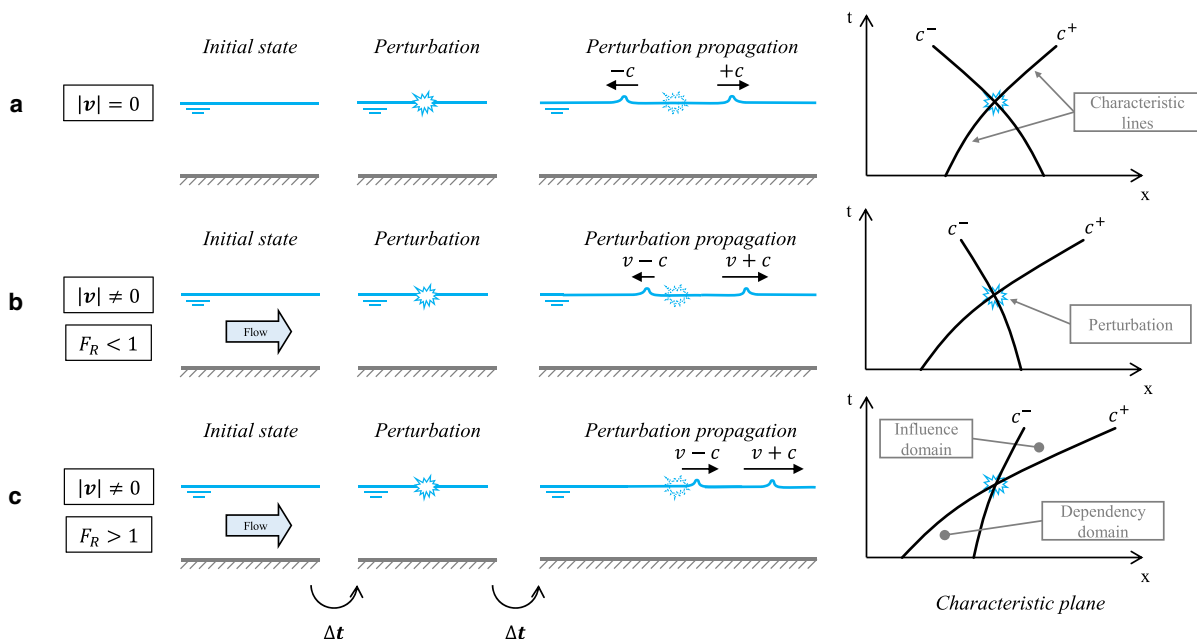 Initial state
Perturbation
Perturbation propagation
−c
+c
a
|v| = 0
t
c⁻
c⁺
Characteristic
lines
x
Initial state
Perturbation
Perturbation propagation
v − c
v + c
b
|v| ≠ 0
F_R < 1
Flow
t
c⁻
c⁺
Perturbation
x
Initial state
Perturbation
Perturbation propagation
v − c
v + c
c
|v| ≠ 0
F_R > 1
Flow
t
c⁻
c⁺
Influence
domain
Dependency
domain
x
Δt
Δt
Characteristic plane